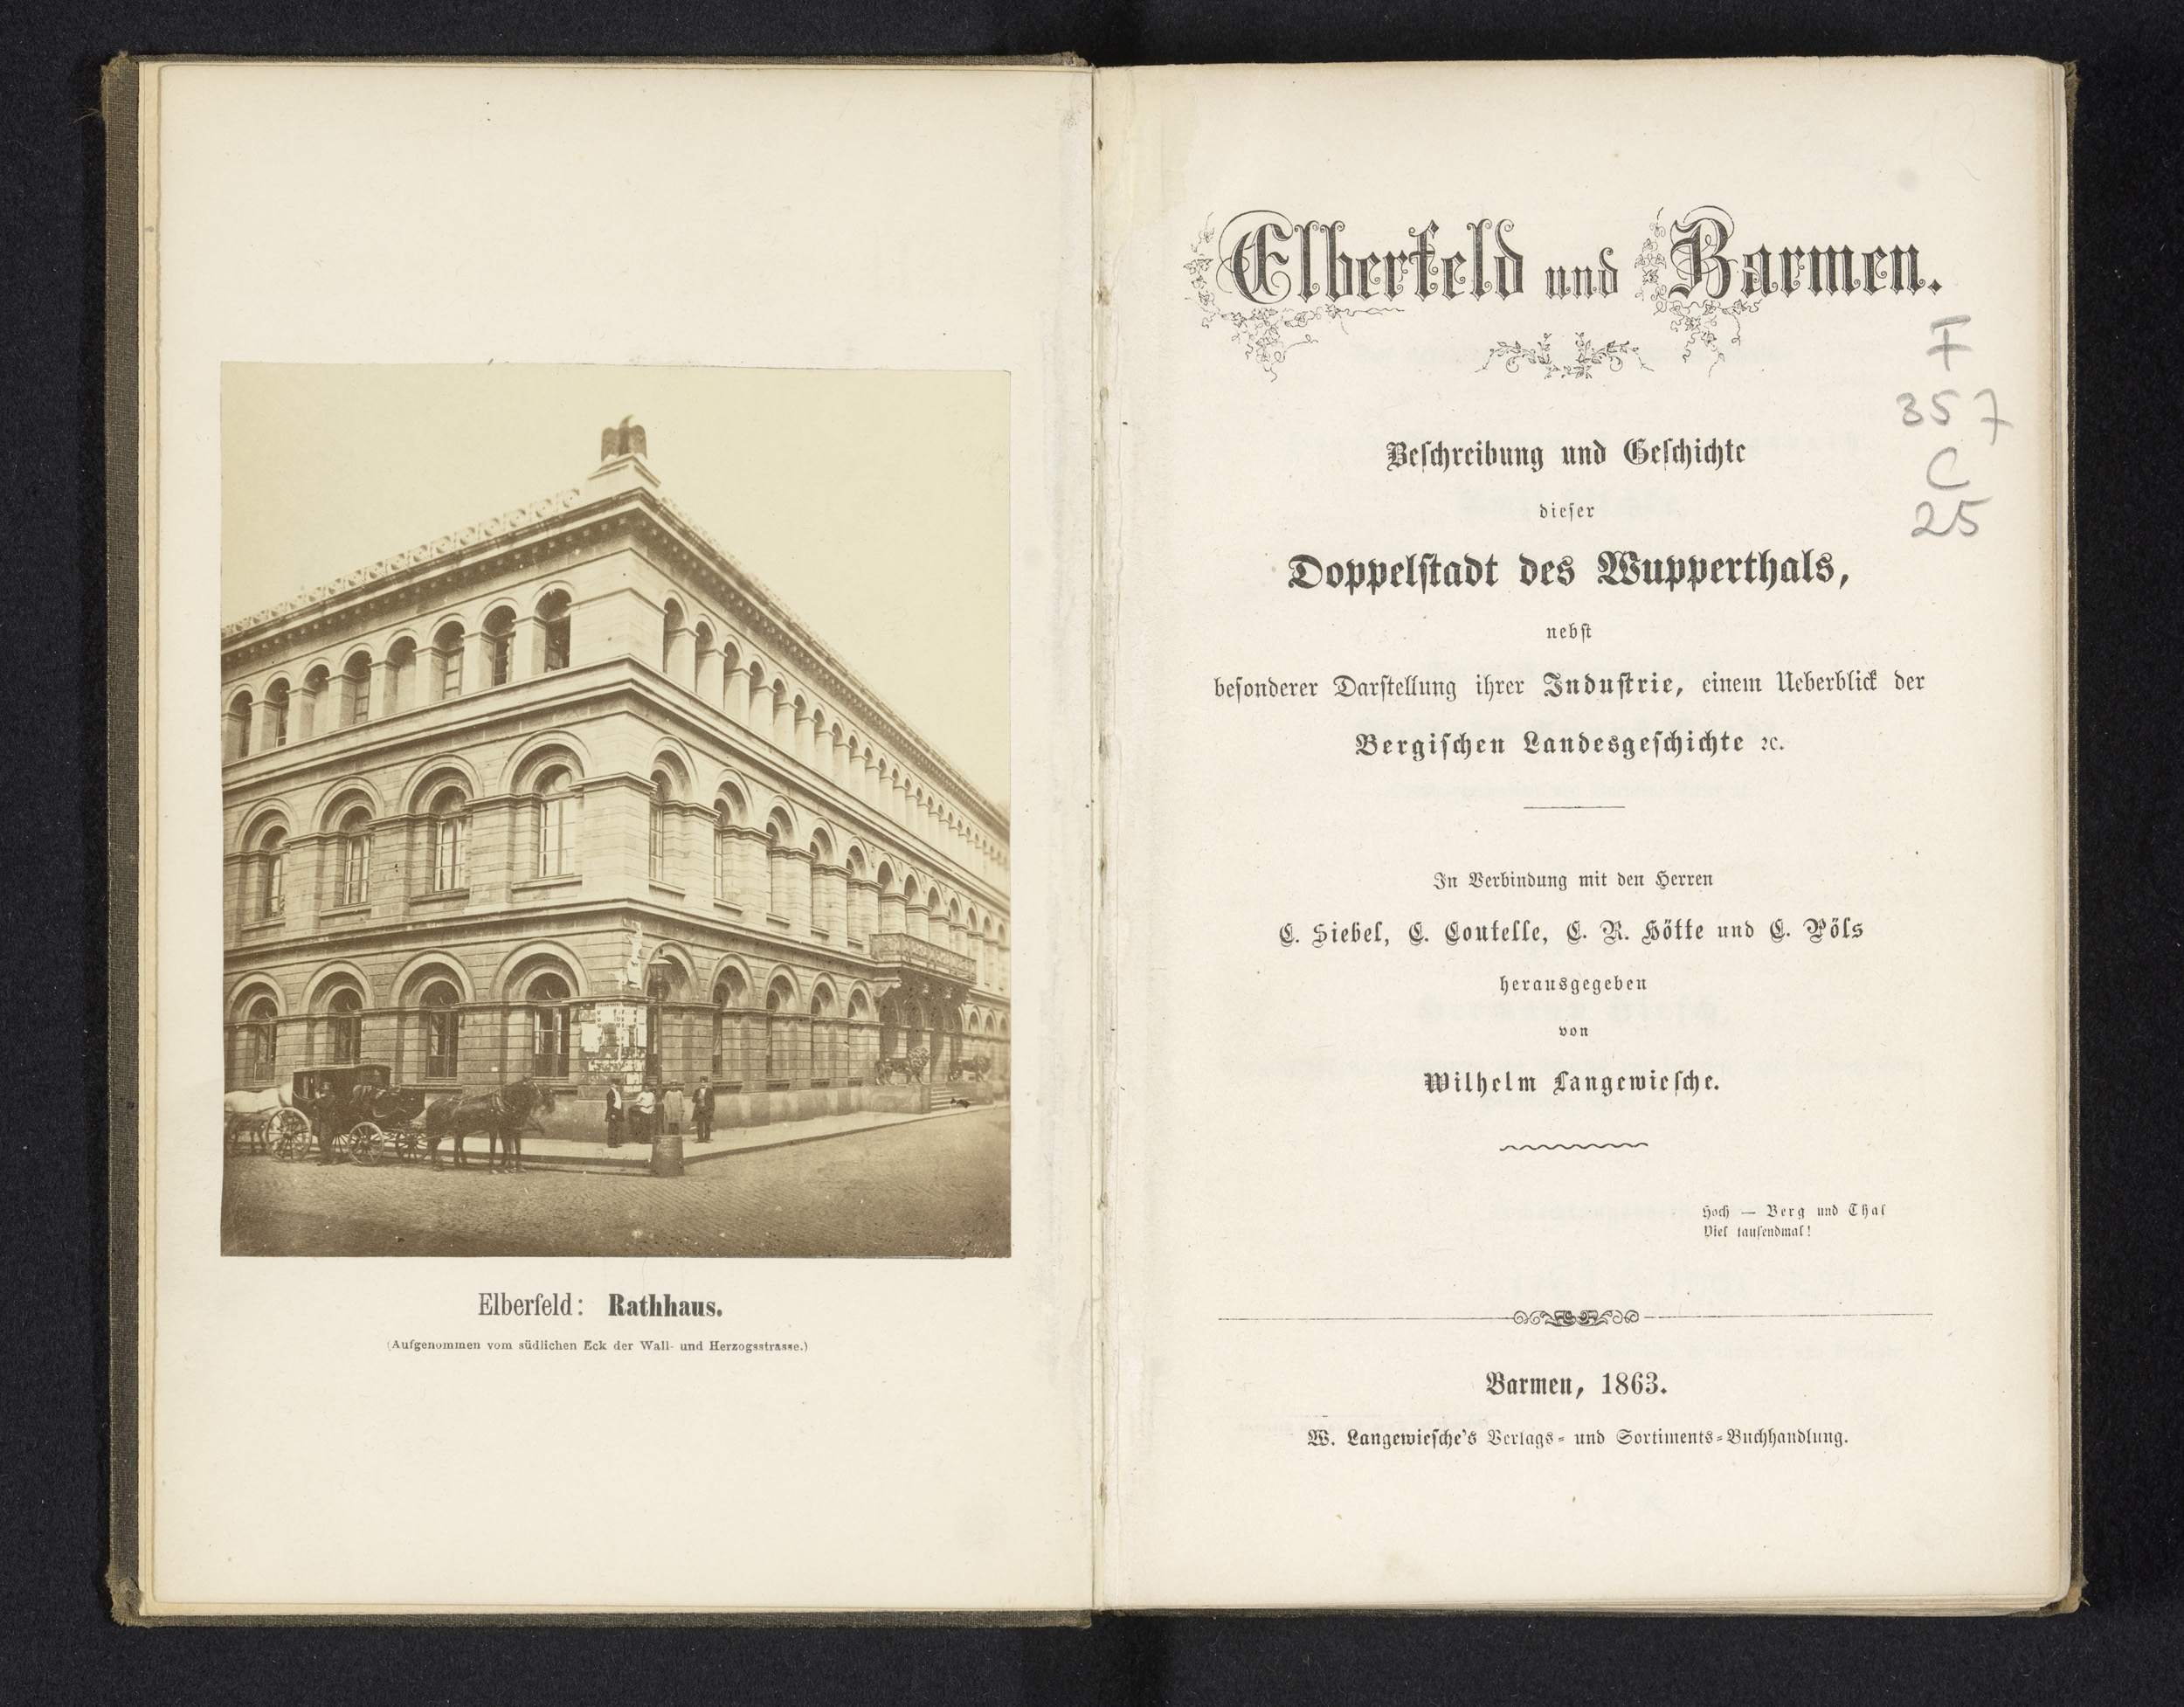 Elberfeld: Rathhaus.
(Aufgenommen vom südlichen Eck der Wall- und Herzogsstrasse.)
Elberfeld und Barmen.
F
357
C
25
Beſchreibung und Geſchichte
dieſer
Doppelſtadt des Wupperthals,
nebſt
beſonderer Darſtellung ihrer Induſtrie, einem Ueberblick der
Bergiſchen Landesgeſchichte ꝛc.
In Verbindung mit den Herren
C. Siebel, C. Coutelle, C. R. Hötte und C. Pöls
herausgegeben
von
Wilhelm Langewieſche.
Hoch — Berg und Thal
Viel tauſendmal!
Barmen, 1863.
W. Langewieſche's Verlags- und Sortiments-Buchhandlung.